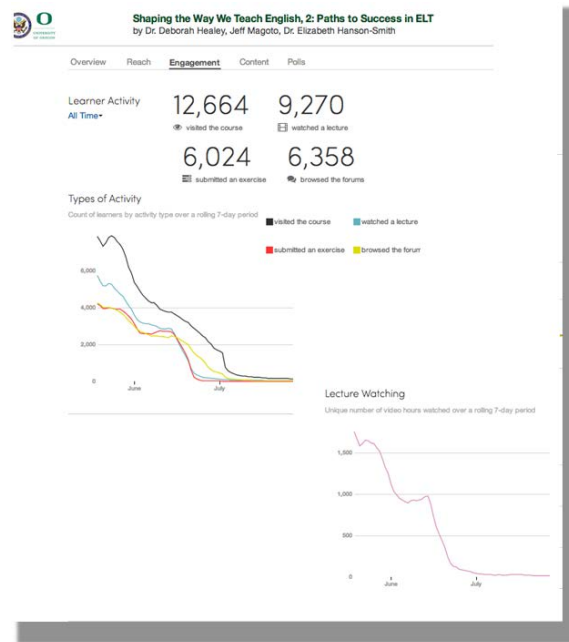 O
UNIVERSITY
OF OREGON
Shaping the Way We Teach English, 2: Paths to Success in ELT
by Dr. Deborah Healey, Jeff Magoto, Dr. Elizabeth Hanson-Smith
Overview Reach Engagement Content Polls
Learner Activity
All Time
12,664 9,270
visited the course watched a lecture
6,024 6,358
submitted an exercise browsed the forums
Types of Activity
Count of learners by activity type over a rolling 7-day period
visited the course watched a lecture
submitted an exercise browsed the forur
6,000
4,000
2,000
0
June July
Lecture Watching
Unique number of video hours watched over a rolling 7-day period
1,500
1,000
500
0
June July